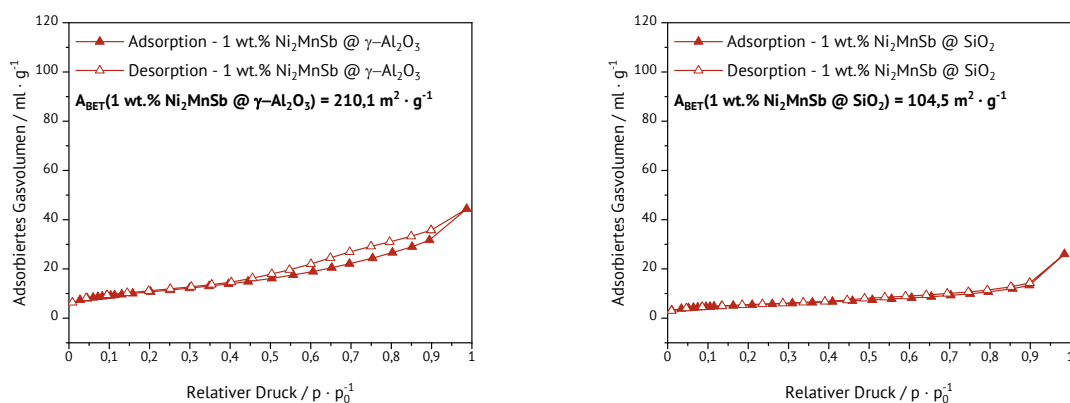 120
100
80
60
40
20
0
Adsorbiertes Gasvolumen / ml · g⁻¹
Adsorption - 1 wt.% Ni₂MnSb @ γ–Al₂O₃
Desorption - 1 wt.% Ni₂MnSb @ γ–Al₂O₃
A_BET(1 wt.% Ni₂MnSb @ γ–Al₂O₃) = 210,1 m² · g⁻¹
0 0,1 0,2 0,3 0,4 0,5 0,6 0,7 0,8 0,9 1
Relativer Druck / p · p₀⁻¹
120
100
80
60
40
20
0
Adsorbiertes Gasvolumen / ml · g⁻¹
Adsorption - 1 wt.% Ni₂MnSb @ SiO₂
Desorption - 1 wt.% Ni₂MnSb @ SiO₂
A_BET(1 wt.% Ni₂MnSb @ SiO₂) = 104,5 m² · g⁻¹
0 0,1 0,2 0,3 0,4 0,5 0,6 0,7 0,8 0,9 1
Relativer Druck / p · p₀⁻¹